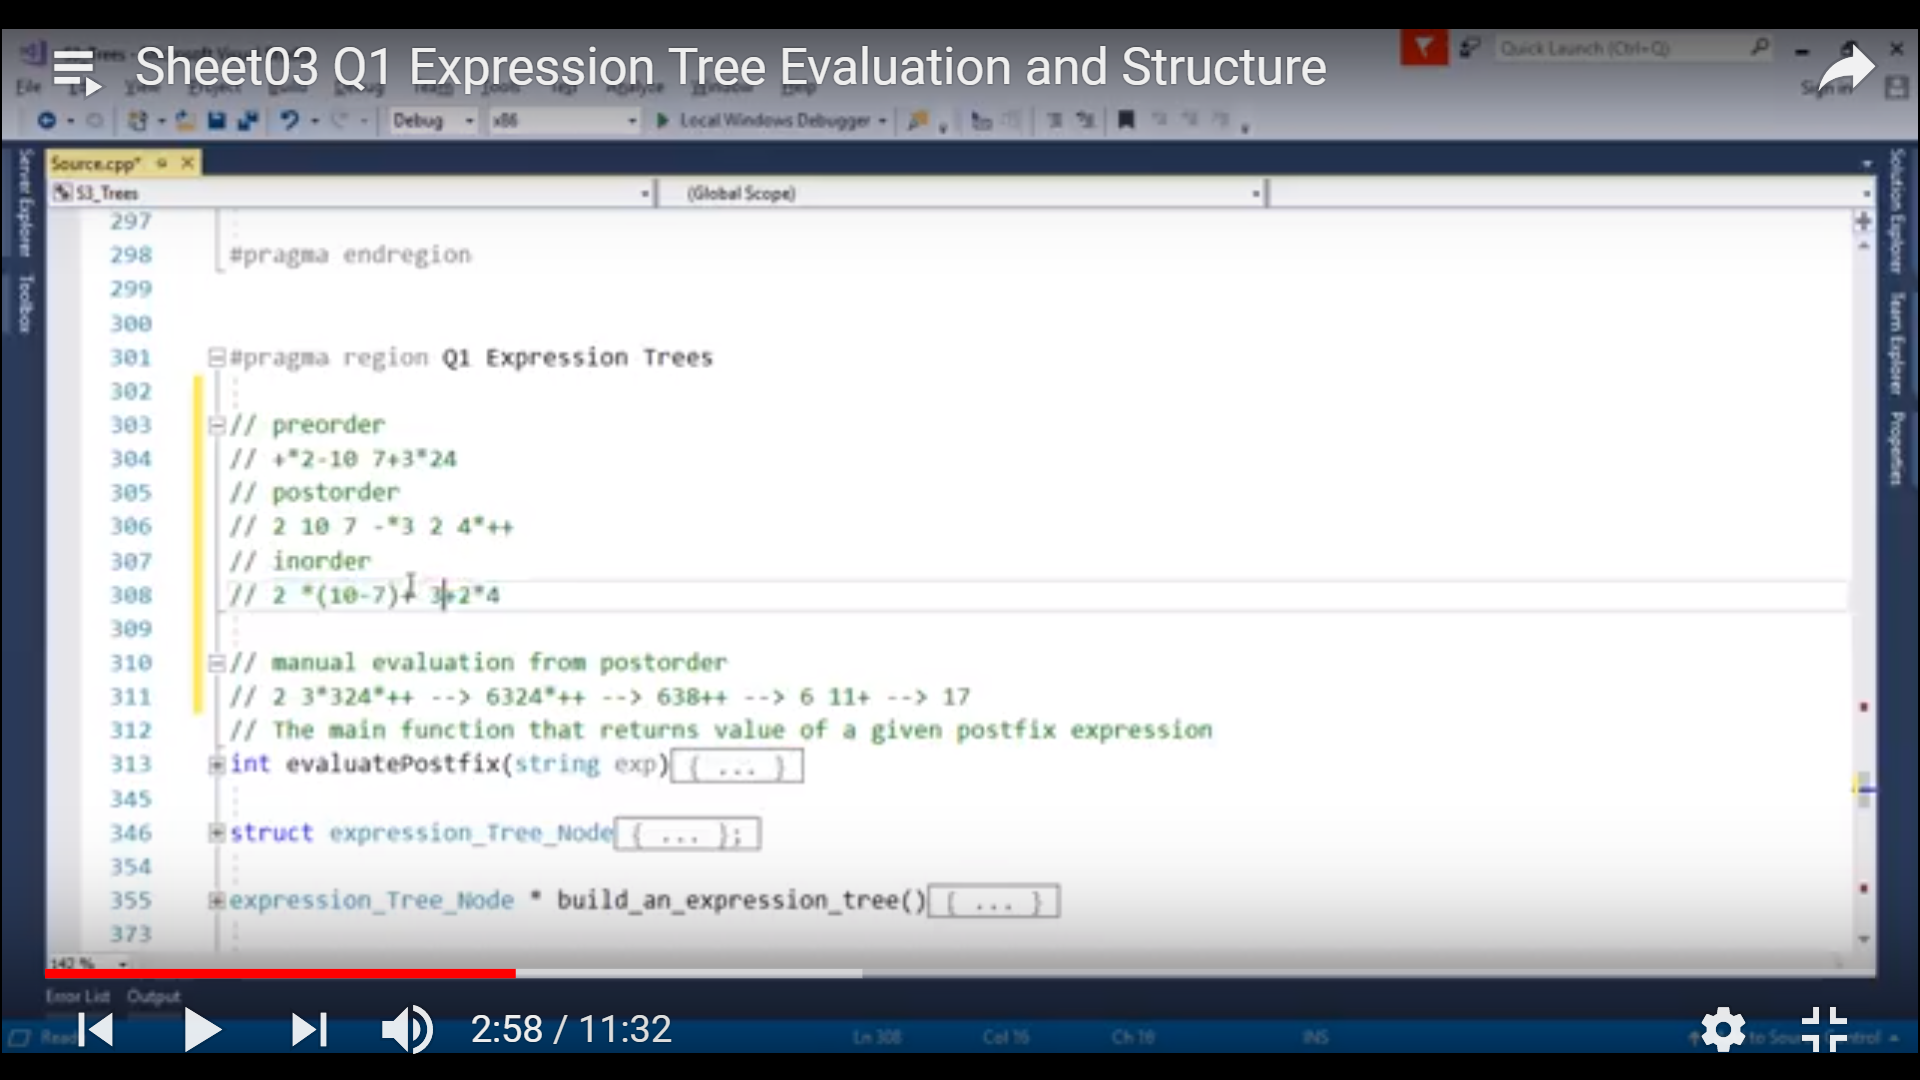 Sheet03 Q1 Expression Tree Evaluation and Structure
Quick Launch (Ctrl+Q)
File
Sign in
Debug x86 Local Windows Debugger
Source.cpp*
S3_Trees (Global Scope)
Server Explorer
Toolbox
Solution Explorer
Team Explorer
Properties
297
298 #pragma endregion
299
300
301 #pragma region Q1 Expression Trees
302
303 // preorder
304 // +*2-10 7+3*24
305 // postorder
306 // 2 10 7 -*3 2 4*++
307 // inorder
308 // 2 *(10-7)+ 3+2*4
309
310 // manual evaluation from postorder
311 // 2 3*324*++ --> 6324*++ --> 638++ --> 6 11+ --> 17
312 // The main function that returns value of a given postfix expression
313 int evaluatePostfix(string exp){ ... }
345
346 struct expression_Tree_Node{ ... };
354
355 expression_Tree_Node * build_an_expression_tree(){ ... }
373
142 %
Error List Output
2:58 / 11:32
Ln 308 Col 16 Ch 16 INS